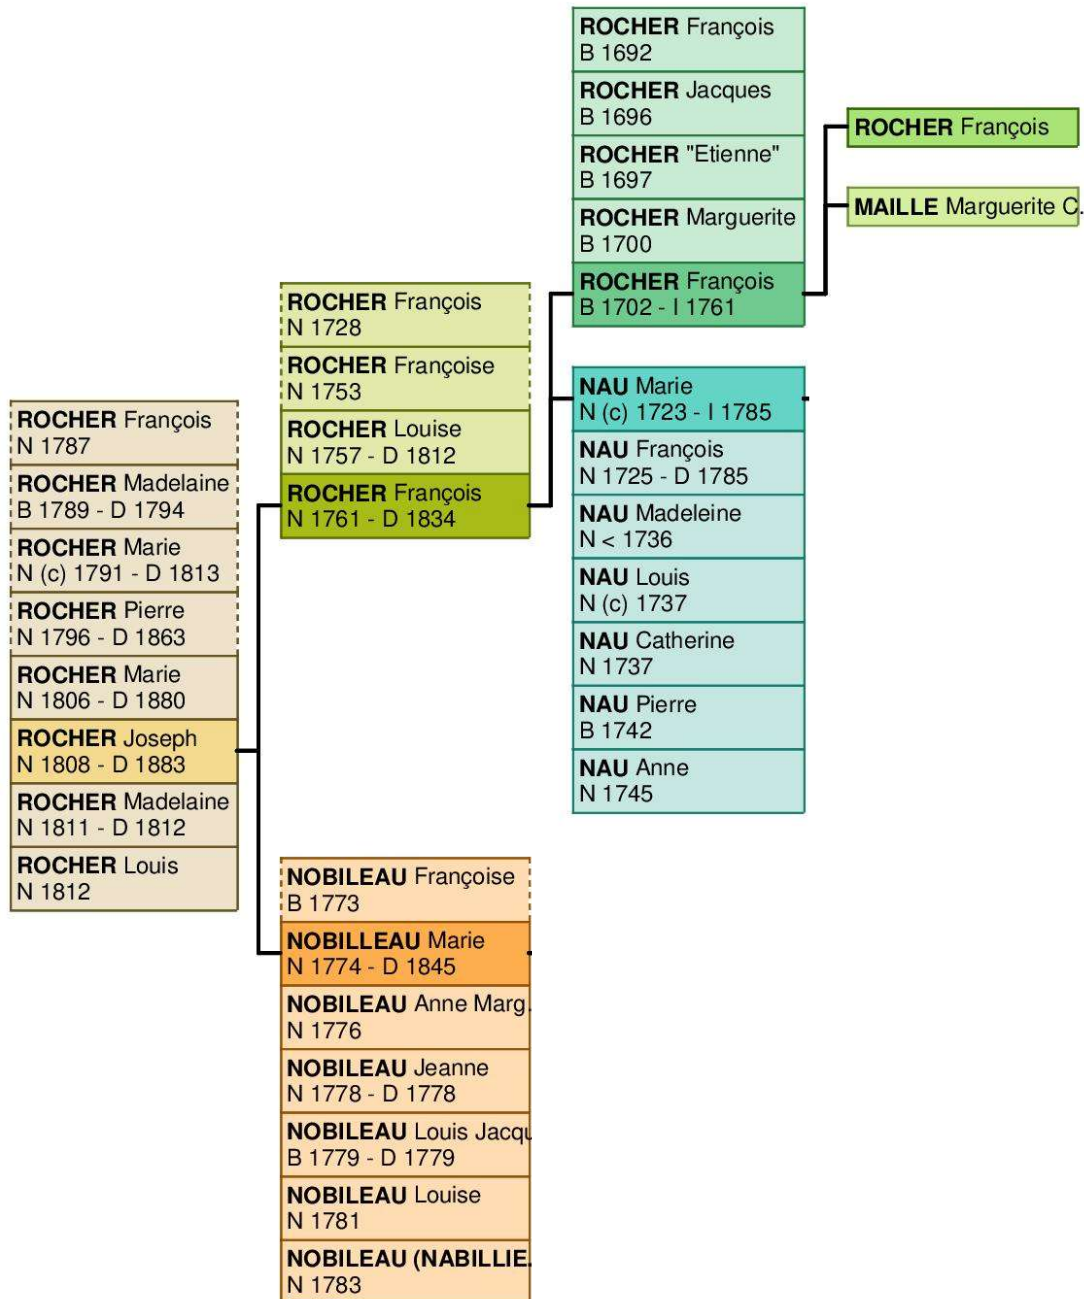 ROCHER François
N 1787
ROCHER Madelaine
B 1789 - D 1794
ROCHER Marie
N (c) 1791 - D 1813
ROCHER Pierre
N 1796 - D 1863
ROCHER Marie
N 1806 - D 1880
ROCHER Joseph
N 1808 - D 1883
ROCHER Madelaine
N 1811 - D 1812
ROCHER Louis
N 1812
ROCHER François
N 1728
ROCHER Françoise
N 1753
ROCHER Louise
N 1757 - D 1812
ROCHER François
N 1761 - D 1834
NOBILEAU Françoise
B 1773
NOBILLEAU Marie
N 1774 - D 1845
NOBILEAU Anne Marg.
N 1776
NOBILEAU Jeanne
N 1778 - D 1778
NOBILEAU Louis Jacqu
B 1779 - D 1779
NOBILEAU Louise
N 1781
NOBILEAU (NABILLIE.
N 1783
ROCHER François
B 1692
ROCHER Jacques
B 1696
ROCHER "Etienne"
B 1697
ROCHER Marguerite
B 1700
ROCHER François
B 1702 - I 1761
NAU Marie
N (c) 1723 - I 1785
NAU François
N 1725 - D 1785
NAU Madeleine
N < 1736
NAU Louis
N (c) 1737
NAU Catherine
N 1737
NAU Pierre
B 1742
NAU Anne
N 1745
ROCHER François
MAILLE Marguerite C.